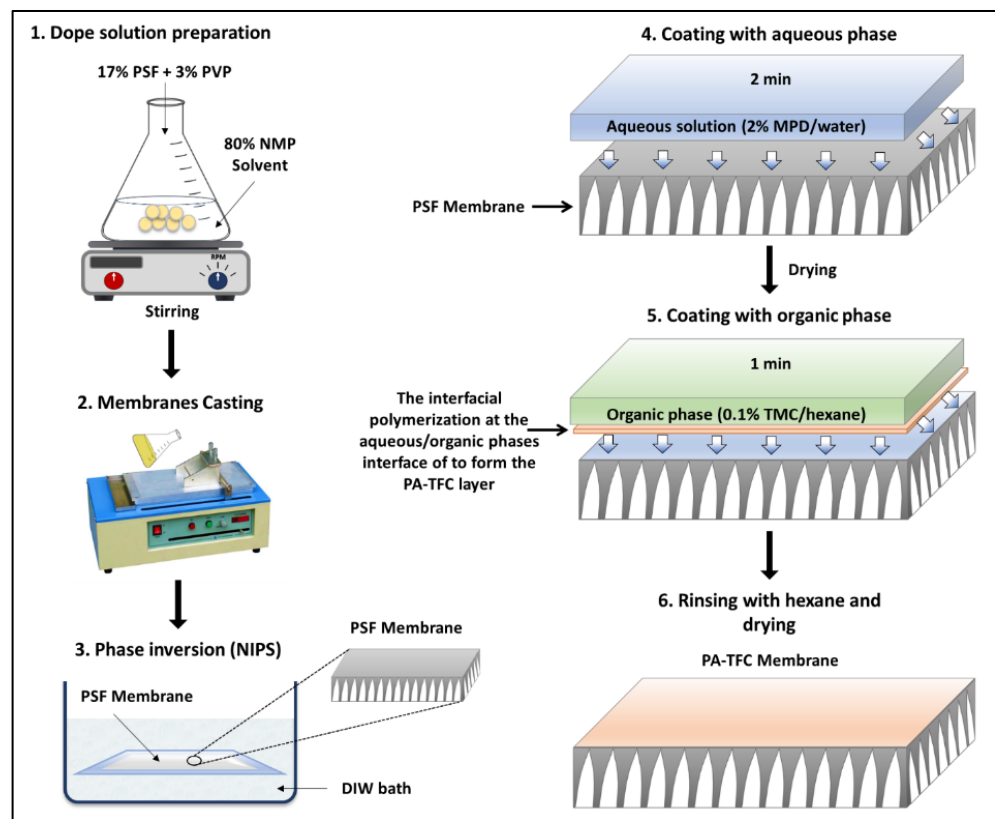 1. Dope solution preparation
17% PSF + 3% PVP
80% NMP
Solvent
RPM
Stirring
2. Membranes Casting
3. Phase inversion (NIPS)
PSF Membrane
PSF Membrane
DIW bath
4. Coating with aqueous phase
2 min
Aqueous solution (2% MPD/water)
PSF Membrane
Drying
5. Coating with organic phase
1 min
Organic phase (0.1% TMC/hexane)
The interfacial
polymerization at the
aqueous/organic phases
interface of to form the
PA-TFC layer
6. Rinsing with hexane and
drying
PA-TFC Membrane